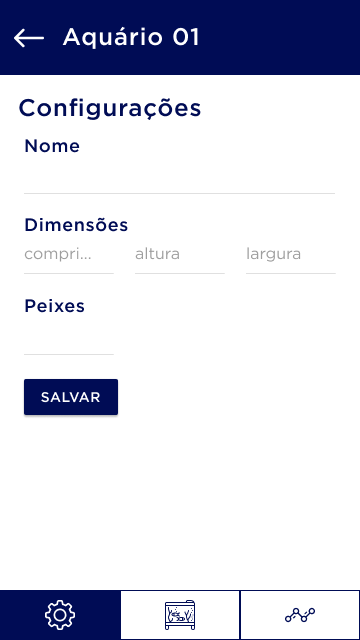 Aquário 01
Configurações
Nome
Dimensões
compri... altura largura
Peixes
SALVAR